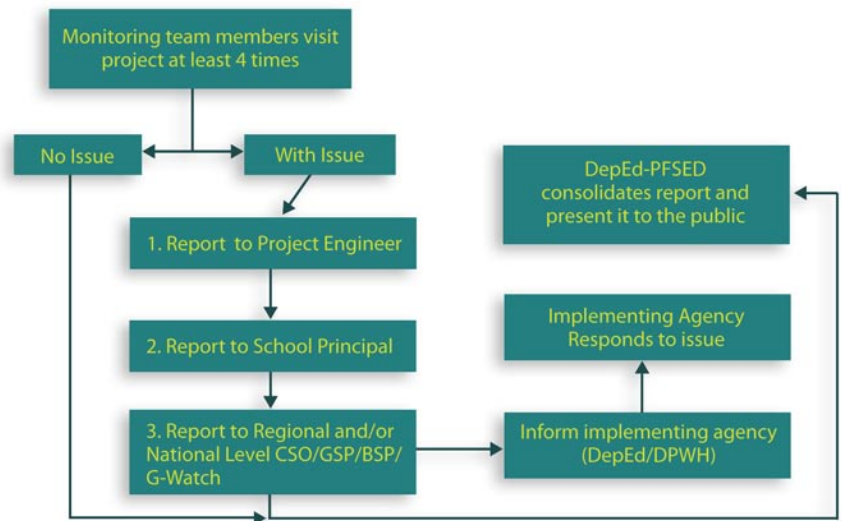 Monitoring team members visit
project at least 4 times
No Issue
With Issue
DepEd-PFSED
consolidates report and
present it to the public
1. Report to Project Engineer
2. Report to School Principal
Implementing Agency
Responds to issue
3. Report to Regional and/or
National Level CSO/GSP/BSP/
G-Watch
Inform implementing agency
(DepEd/DPWH)